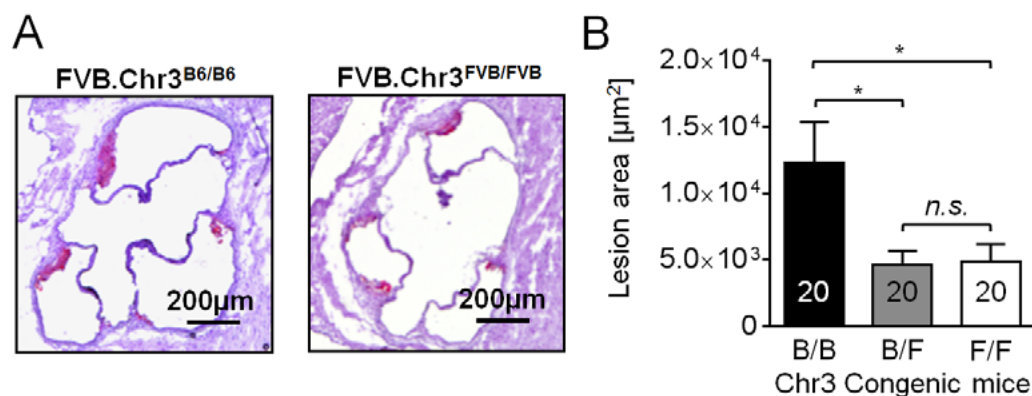 A
FVB.Chr3B6/B6
200µm
FVB.Chr3FVB/FVB
200µm
B
Lesion area [µm2]
2.0×10⁴
1.5×10⁴
1.0×10⁴
5.0×10³
0
*
*
n.s.
20
20
20
B/B
B/F
F/F
Chr3 Congenic mice